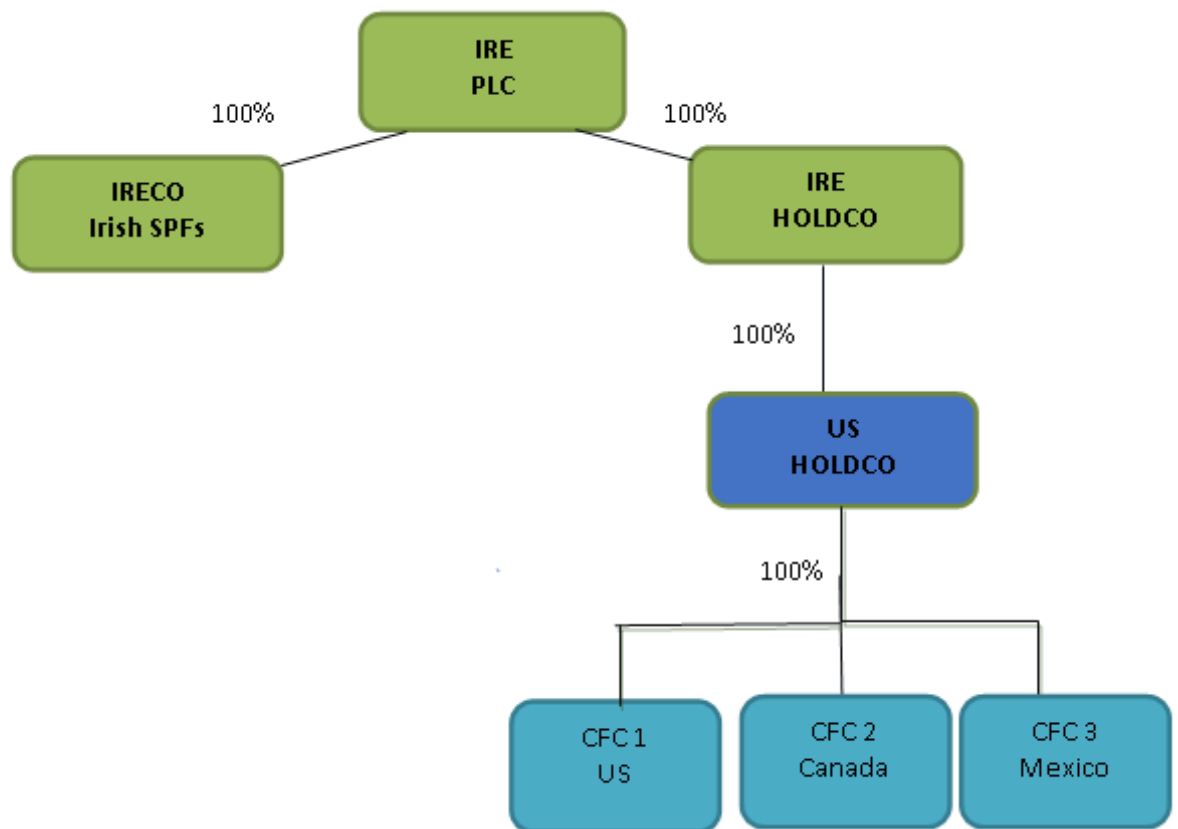 IRE
PLC
100%
100%
IRECO
Irish SPFs
IRE
HOLDCO
100%
US
HOLDCO
100%
CFC 1
US
CFC 2
Canada
CFC 3
Mexico